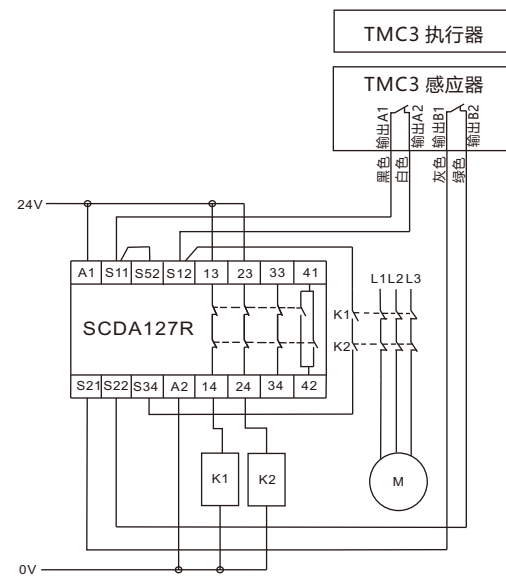 TMC3 执行器
TMC3 感应器
输出A1
输出A2
输出B1
输出B2
黑色
白色
灰色
绿色
24V
A1 S11 S52 S12 13 23 33 41
L1 L2 L3
K1
SCDA127R
K2
S21 S22 S34 A2 14 24 34 42
K1
K2
M
0V